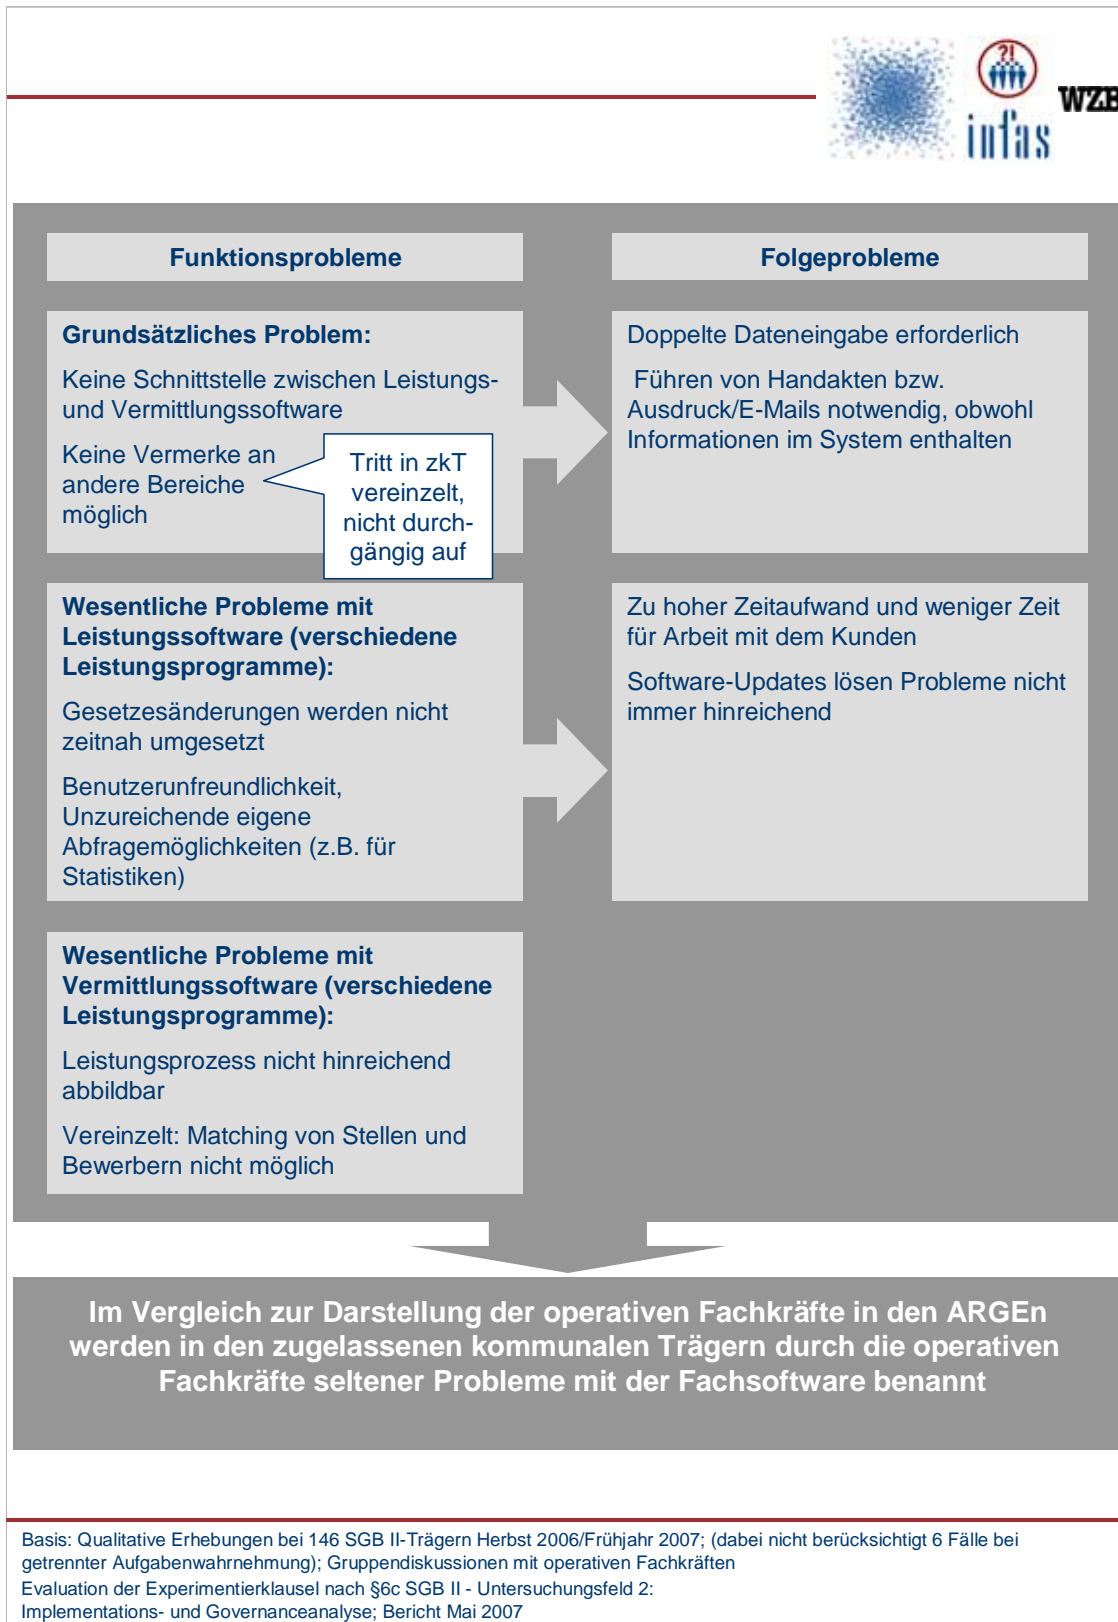 ?!
infas
WZB
Funktionsprobleme
Folgeprobleme
Grundsätzliches Problem:
Keine Schnittstelle zwischen Leistungs-
und Vermittlungssoftware
Keine Vermerke an
andere Bereiche
möglich
Tritt in zkT
vereinzelt,
nicht durch-
gängig auf
Doppelte Dateneingabe erforderlich
Führen von Handakten bzw.
Ausdruck/E-Mails notwendig, obwohl
Informationen im System enthalten
Wesentliche Probleme mit
Leistungssoftware (verschiedene
Leistungsprogramme):
Gesetzesänderungen werden nicht
zeitnah umgesetzt
Benutzerunfreundlichkeit,
Unzureichende eigene
Abfragemöglichkeiten (z.B. für
Statistiken)
Zu hoher Zeitaufwand und weniger Zeit
für Arbeit mit dem Kunden
Software-Updates lösen Probleme nicht
immer hinreichend
Wesentliche Probleme mit
Vermittlungssoftware (verschiedene
Leistungsprogramme):
Leistungsprozess nicht hinreichend
abbildbar
Vereinzelt: Matching von Stellen und
Bewerbern nicht möglich
Im Vergleich zur Darstellung der operativen Fachkräfte in den ARGEn
werden in den zugelassenen kommunalen Trägern durch die operativen
Fachkräfte seltener Probleme mit der Fachsoftware benannt
Basis: Qualitative Erhebungen bei 146 SGB II-Trägern Herbst 2006/Frühjahr 2007; (dabei nicht berücksichtigt 6 Fälle bei
getrennter Aufgabenwahrnehmung); Gruppendiskussionen mit operativen Fachkräften
Evaluation der Experimentierklausel nach §6c SGB II - Untersuchungsfeld 2:
Implementations- und Governanceanalyse; Bericht Mai 2007